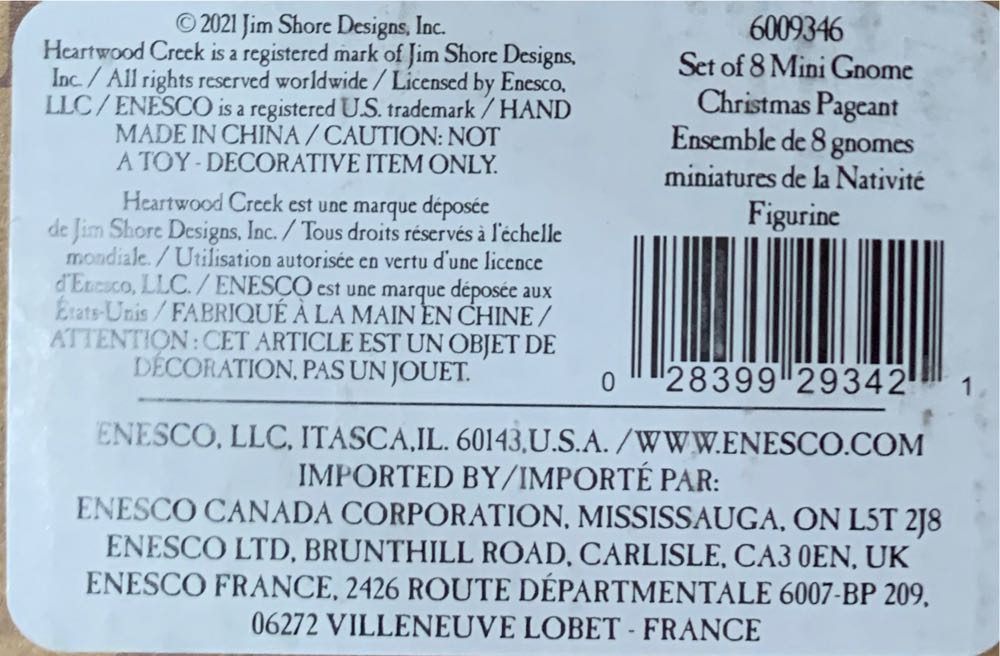 © 2021 Jim Shore Designs, Inc.
Heartwood Creek is a registered mark of Jim Shore Designs,
Inc. / All rights reserved worldwide / Licensed by Enesco,
LLC / ENESCO is a registered U.S. trademark / HAND
MADE IN CHINA / CAUTION: NOT
A TOY - DECORATIVE ITEM ONLY.
Heartwood Creek est une marque déposée
de Jim Shore Designs, Inc. / Tous droits réservés à l'échelle
mondiale. / Utilisation autorisée en vertu d'une licence
d'Enesco, LLC. / ENESCO est une marque déposée aux
États-Unis / FABRIQUÉ À LA MAIN EN CHINE /
ATTENTION : CET ARTICLE EST UN OBJET DE
DÉCORATION, PAS UN JOUET.
6009346
Set of 8 Mini Gnome
Christmas Pageant
Ensemble de 8 gnomes
miniatures de la Nativité
Figurine
0 28399 29342 1
ENESCO, LLC, ITASCA,IL. 60143,U.S.A. /WWW.ENESCO.COM
IMPORTED BY/IMPORTÉ PAR:
ENESCO CANADA CORPORATION, MISSISSAUGA, ON L5T 2J8
ENESCO LTD, BRUNTHILL ROAD, CARLISLE, CA3 0EN, UK
ENESCO FRANCE, 2426 ROUTE DÉPARTMENTALE 6007-BP 209,
06272 VILLENEUVE LOBET - FRANCE